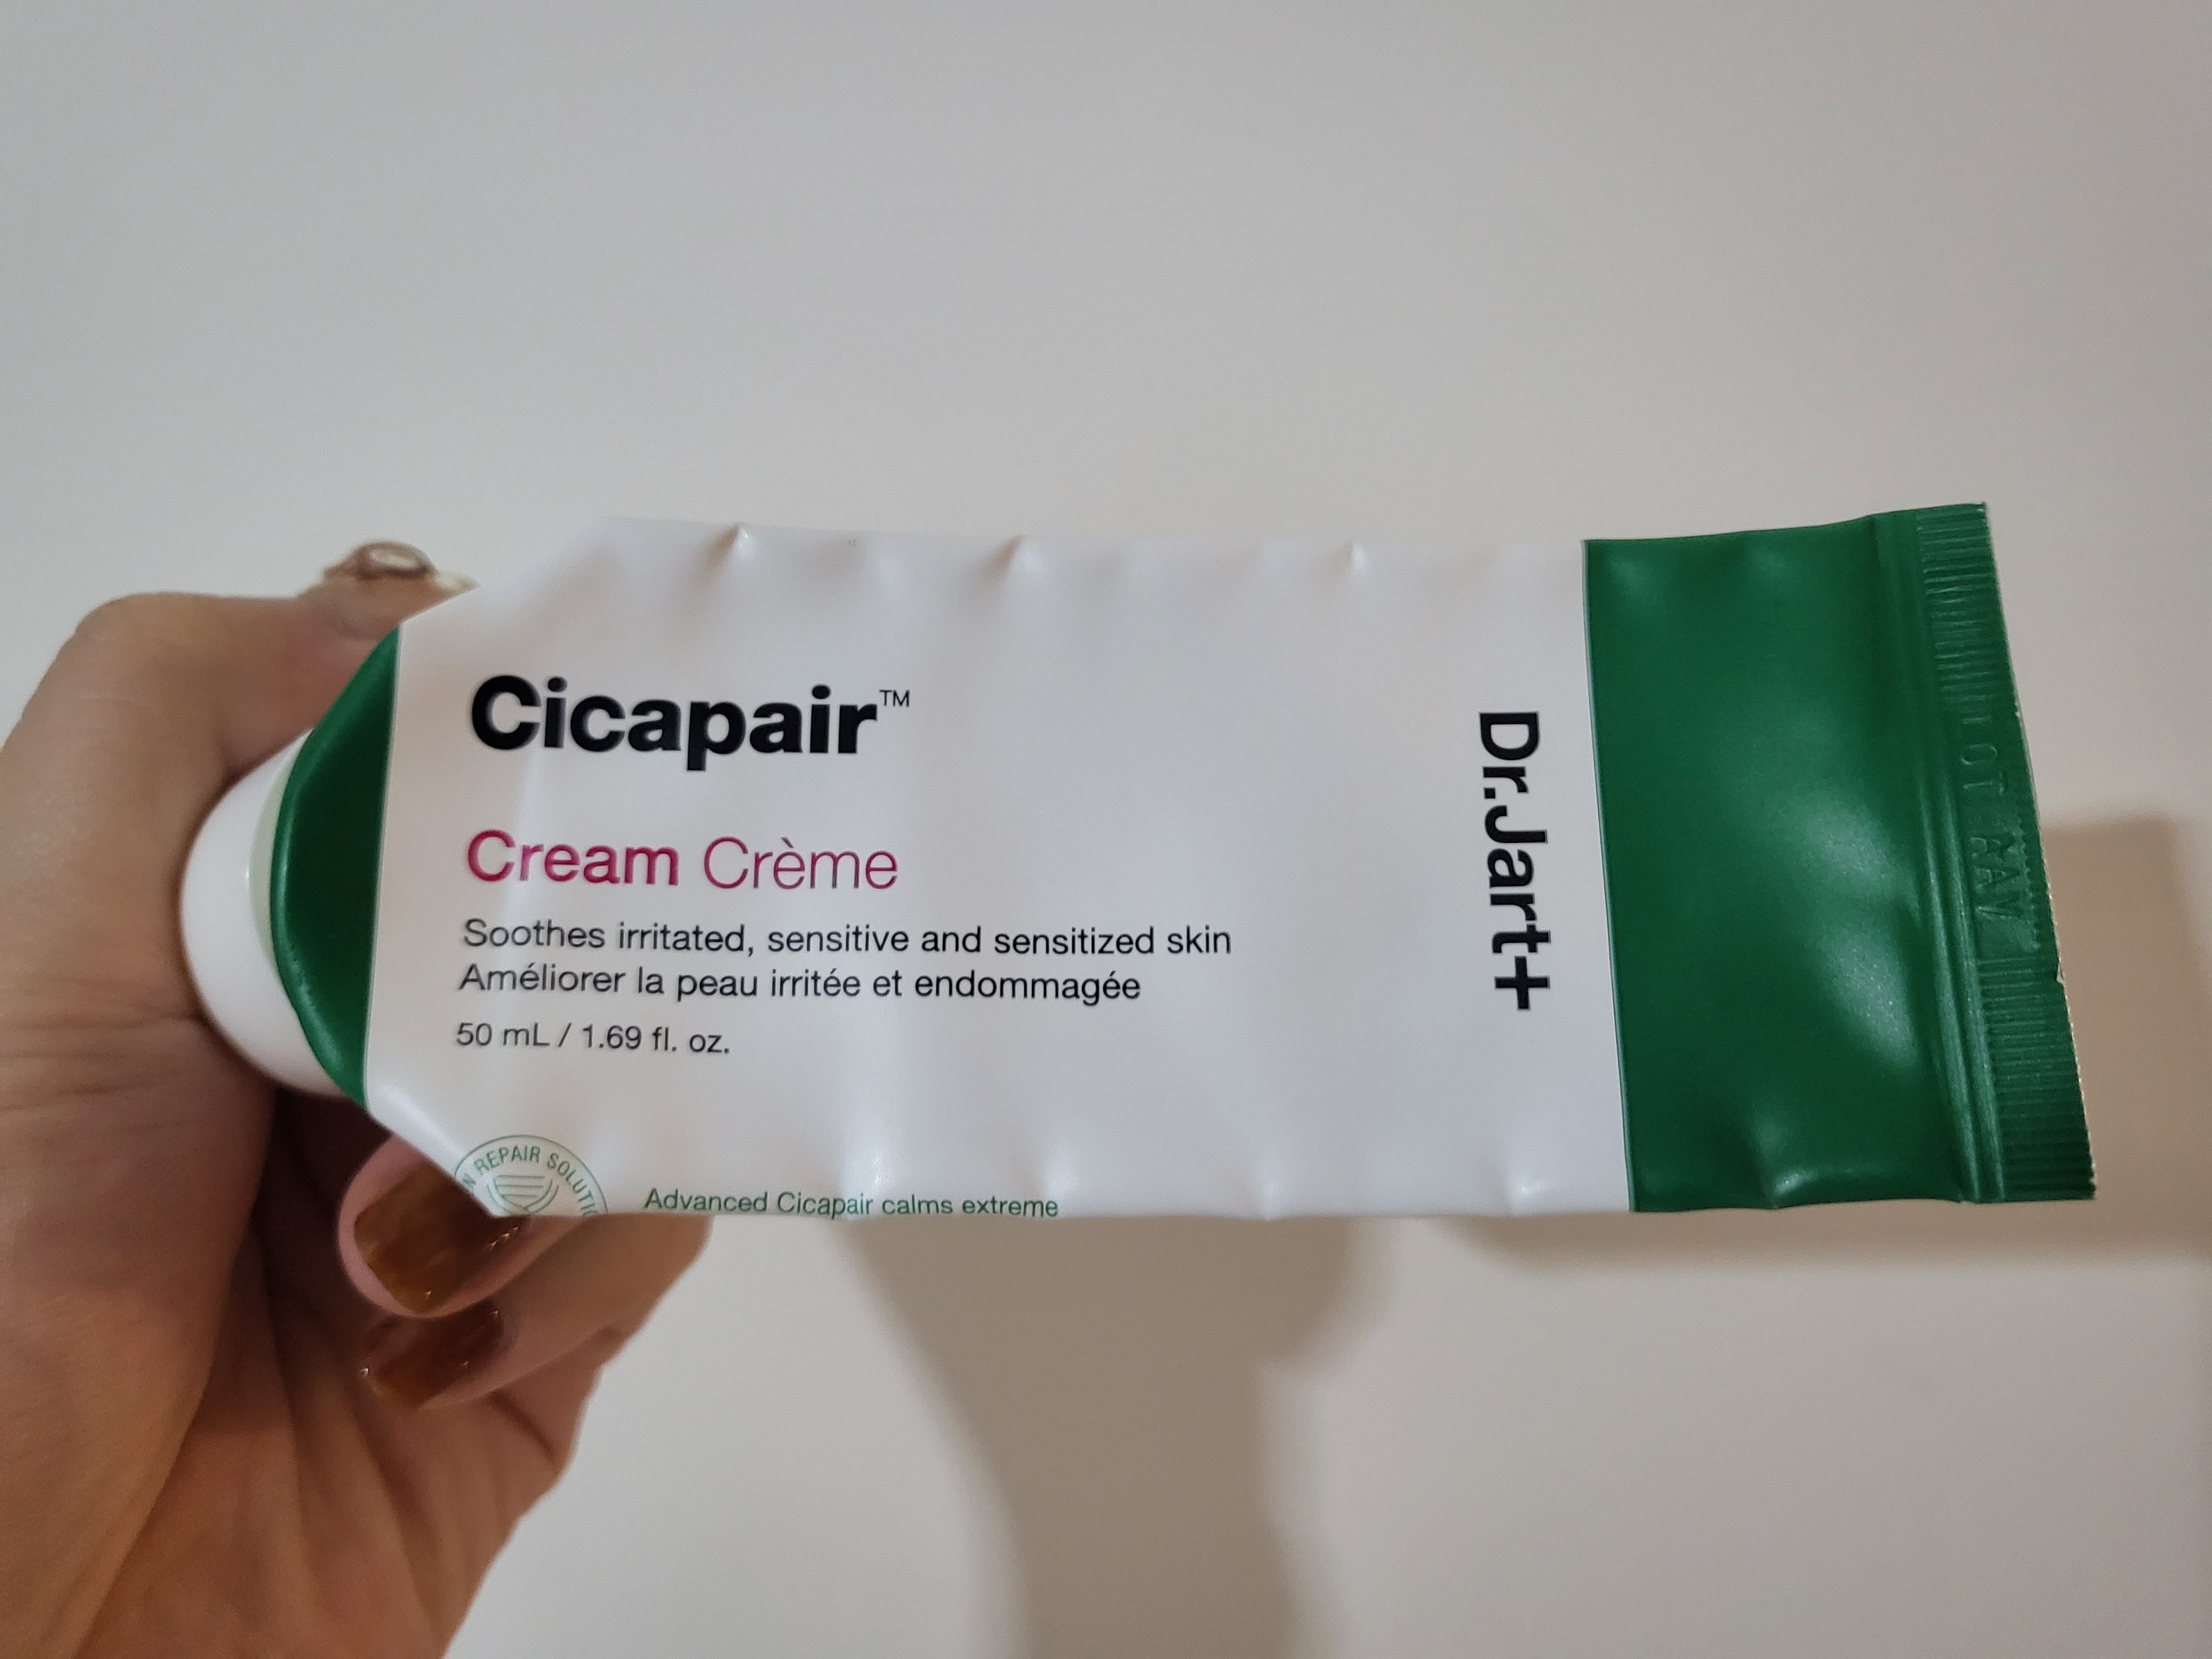 Cicapair™
Cream Crème
Soothes irritated, sensitive and sensitized skin
Améliorer la peau irritée et endommagée
50 mL / 1.69 fl. oz.
Dr.Jart+
REPAIR
Advanced Cicapair calms extreme